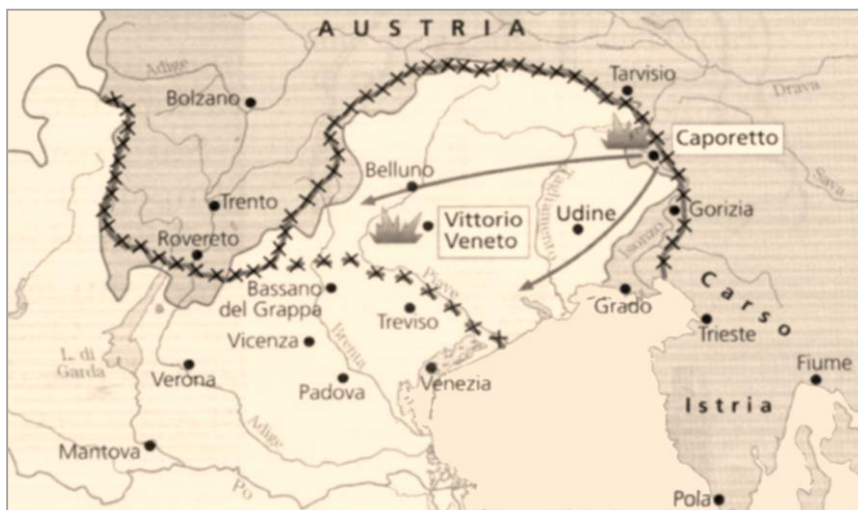 AUSTRIA
Adige
Bolzano
Tarvisio
Drava
Caporetto
Sava
Belluno
Trento
Tagliamento
Vittorio
Veneto
Udine
Gorizia
Rovereto
Isonzo
Carso
Bassano
del Grappa
Piave
Treviso
Grado
Trieste
Vicenza
Brenta
L. di
Garda
Verona
Padova
Venezia
Fiume
Istria
Adige
Mantova
Po
Pola